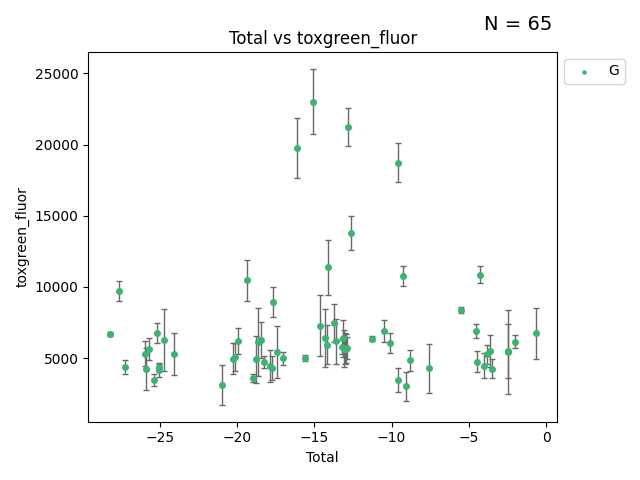 N = 65
Total vs toxgreen_fluor
G
25000
20000
15000
10000
5000
toxgreen_fluor
−25 −20 −15 −10 −5 0
Total